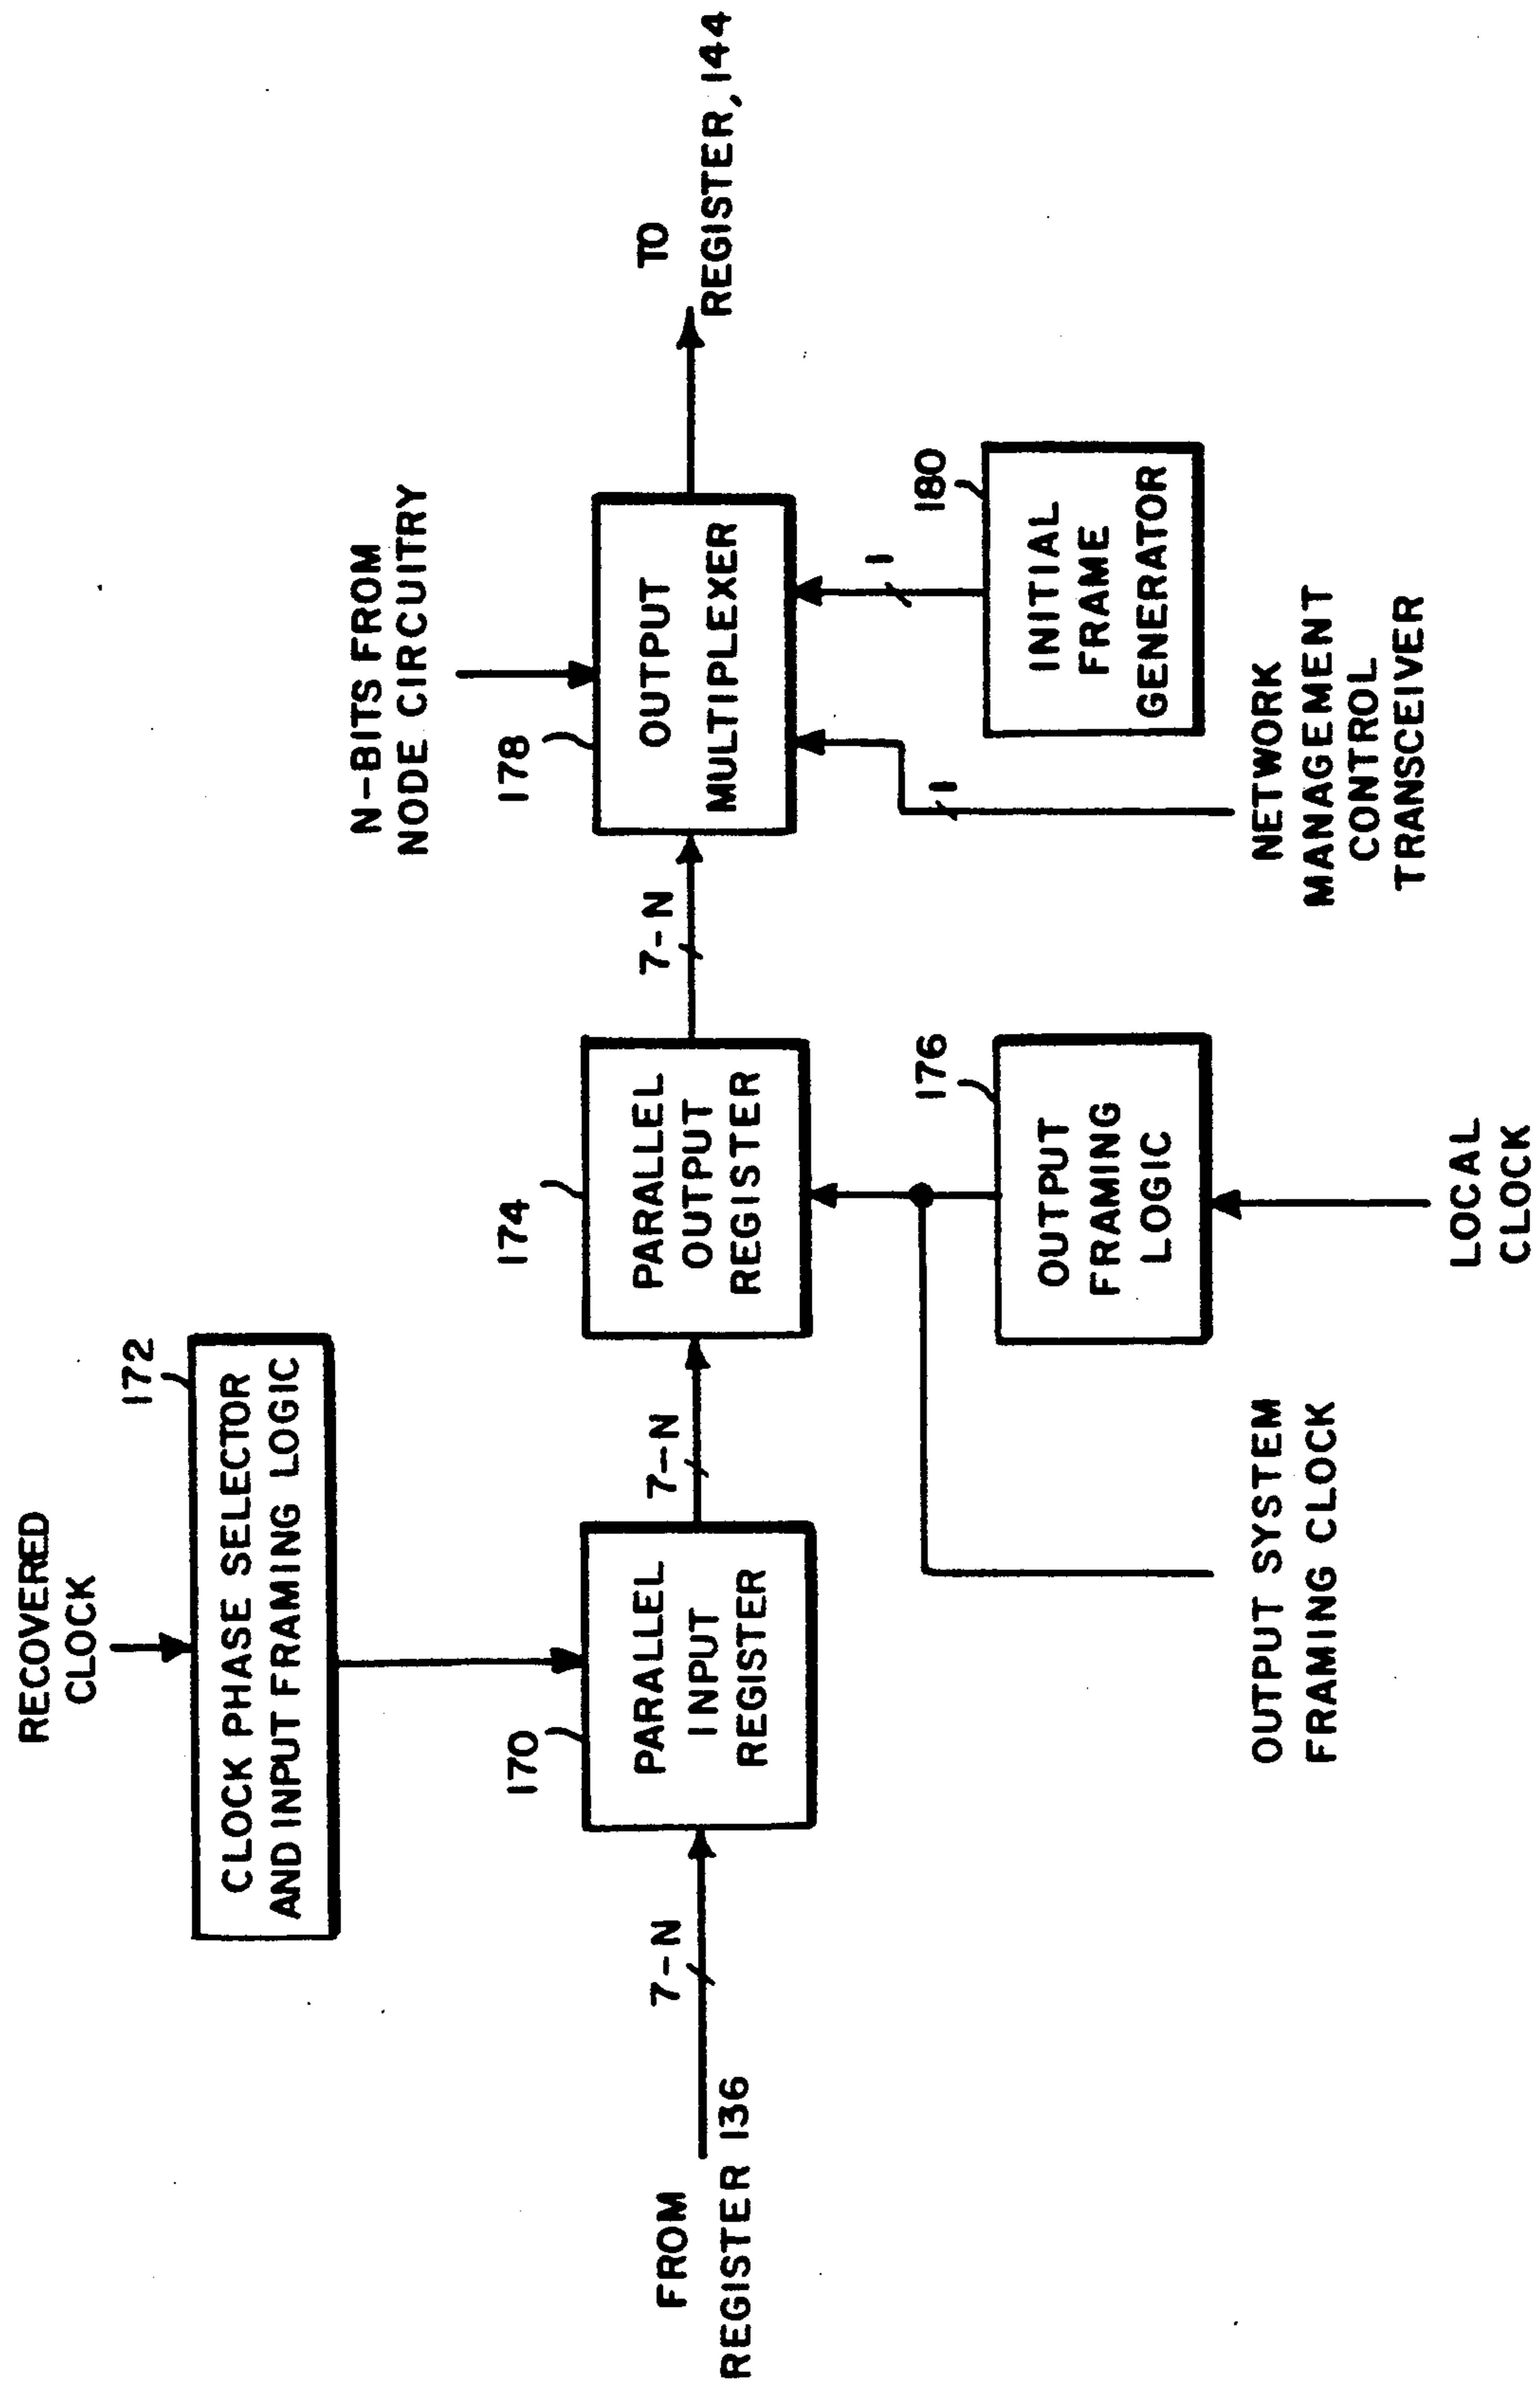 RECOVERED
CLOCK
172
CLOCK PHASE SELECTOR
AND INPUT FRAMING LOGIC
N-BITS FROM
NODE CIRCUITRY
170
174
178
FROM
REGISTER 136
7-N
PARALLEL
INPUT
REGISTER
7-N
PARALLEL
OUTPUT
REGISTER
7-N
OUTPUT
MULTIPLEXER
TO
REGISTER, 144
1
1
176
OUTPUT
FRAMING
LOGIC
180
INITIAL
FRAME
GENERATOR
OUTPUT SYSTEM
FRAMING CLOCK
NETWORK
MANAGEMENT
CONTROL
TRANSCEIVER
LOCAL
CLOCK